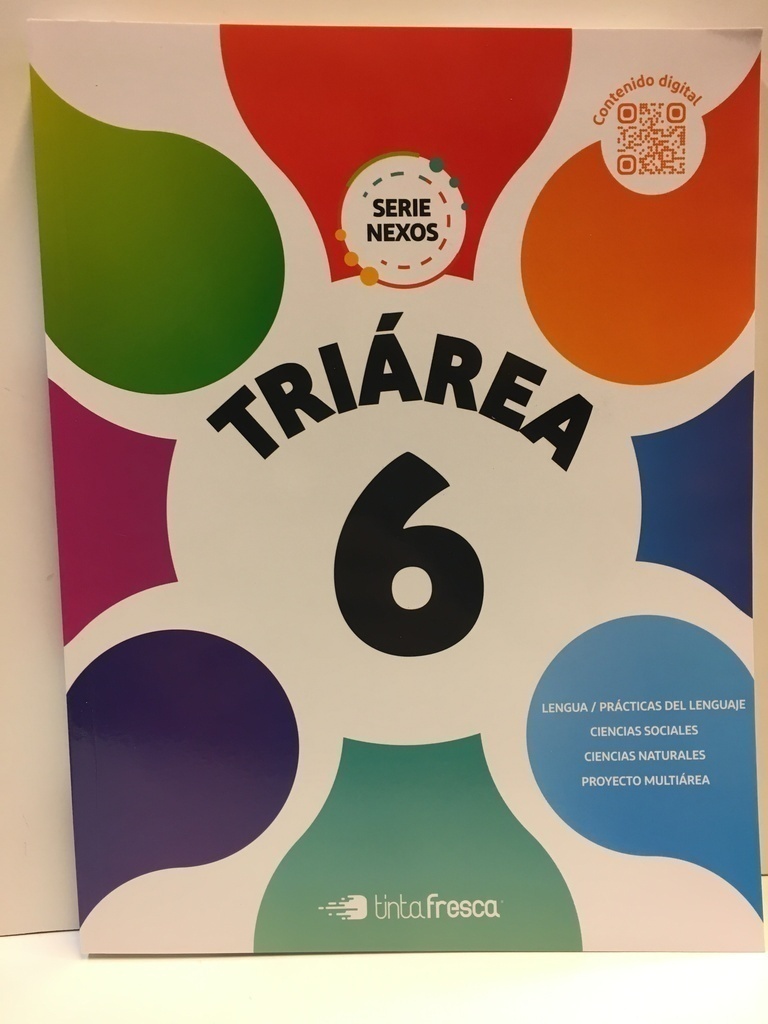 Contenido digital
SERIE
NEXOS
TRIÁREA
6
LENGUA / PRÁCTICAS DEL LENGUAJE
CIENCIAS SOCIALES
CIENCIAS NATURALES
PROYECTO MULTIÁREA
tintafresca